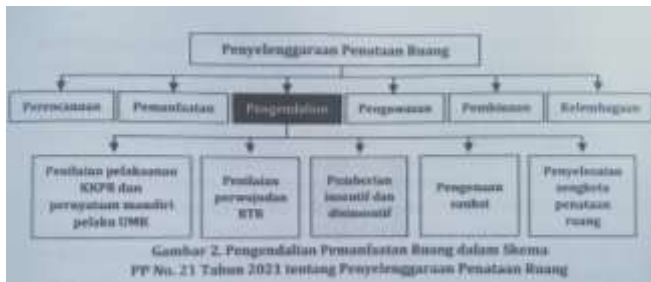 Penyelenggaraan Penataan Ruang
Perencanaan
Pemanfaatan
Pengendalian
Pengawasan
Pembinaan
Kelembagaan
Penilaian pelaksanaan
KKPR dan
pernyataan mandiri
pelaku UMK
Penilaian
perwujudan
RTR
Pemberian
insentif dan
disinsentif
Pengenaan
sanksi
Penyelesaian
sengketa
penataan
ruang
Gambar 2. Pengendalian Pemanfaatan Ruang dalam Skema
PP No. 21 Tahun 2021 tentang Penyelenggaraan Penataan Ruang